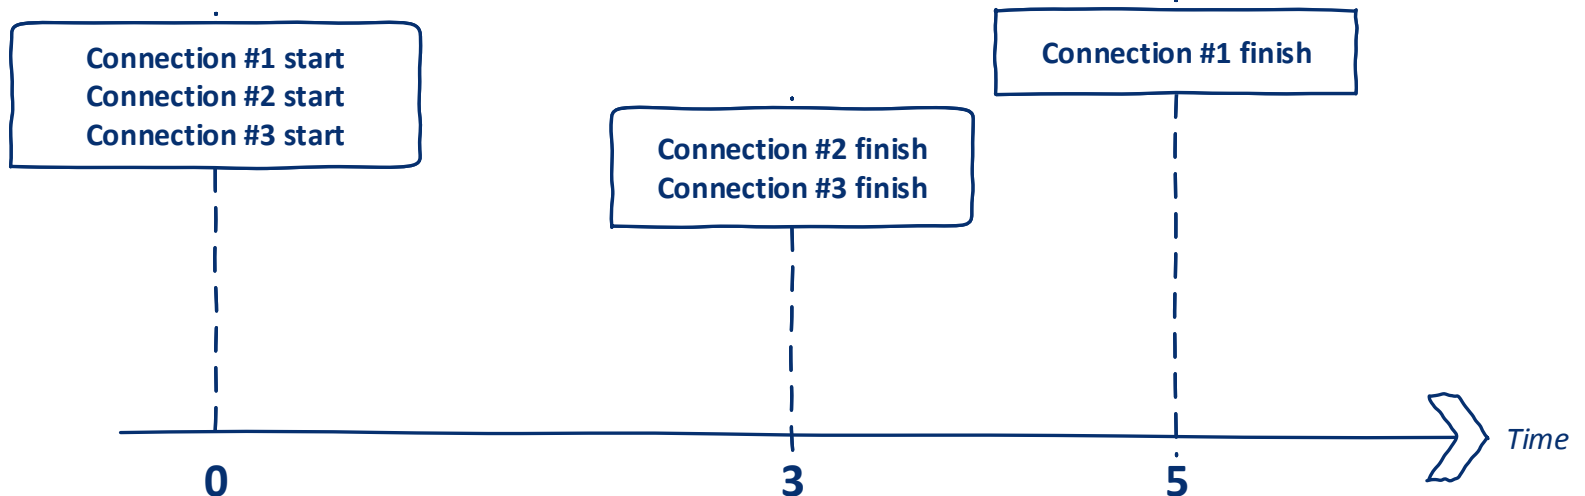 Connection #1 start
Connection #2 start
Connection #3 start
Connection #2 finish
Connection #3 finish
Connection #1 finish
0
3
5
Time